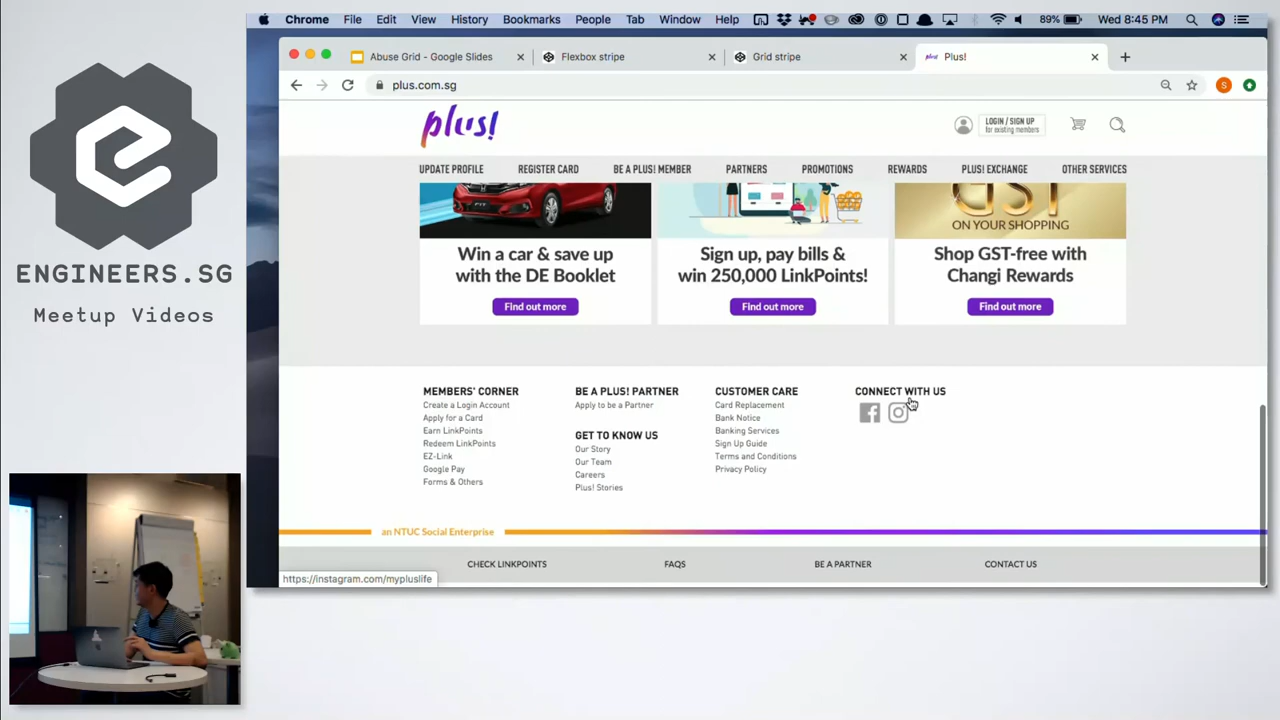 ENGINEERS.SG
Meetup Videos
Chrome File Edit View History Bookmarks People Tab Window Help 89% Wed 8:45 PM
Abuse Grid - Google Slides
Flexbox stripe
Grid stripe
Plus!
plus.com.sg
S
plus!
LOGIN / SIGN UP
for existing members
UPDATE PROFILE REGISTER CARD BE A PLUS! MEMBER PARTNERS PROMOTIONS REWARDS PLUS! EXCHANGE OTHER SERVICES
FIT
GST
ON YOUR SHOPPING
Win a car & save up
with the DE Booklet
Find out more
Sign up, pay bills &
win 250,000 LinkPoints!
Find out more
Shop GST-free with
Changi Rewards
Find out more
MEMBERS' CORNER
Create a Login Account
Apply for a Card
Earn LinkPoints
Redeem LinkPoints
EZ-Link
Google Pay
Forms & Others
BE A PLUS! PARTNER
Apply to be a Partner
GET TO KNOW US
Our Story
Our Team
Careers
Plus! Stories
CUSTOMER CARE
Card Replacement
Bank Notice
Banking Services
Sign Up Guide
Terms and Conditions
Privacy Policy
CONNECT WITH US
an NTUC Social Enterprise
CHECK LINKPOINTS FAQS BE A PARTNER CONTACT US
https://instagram.com/mypluslife